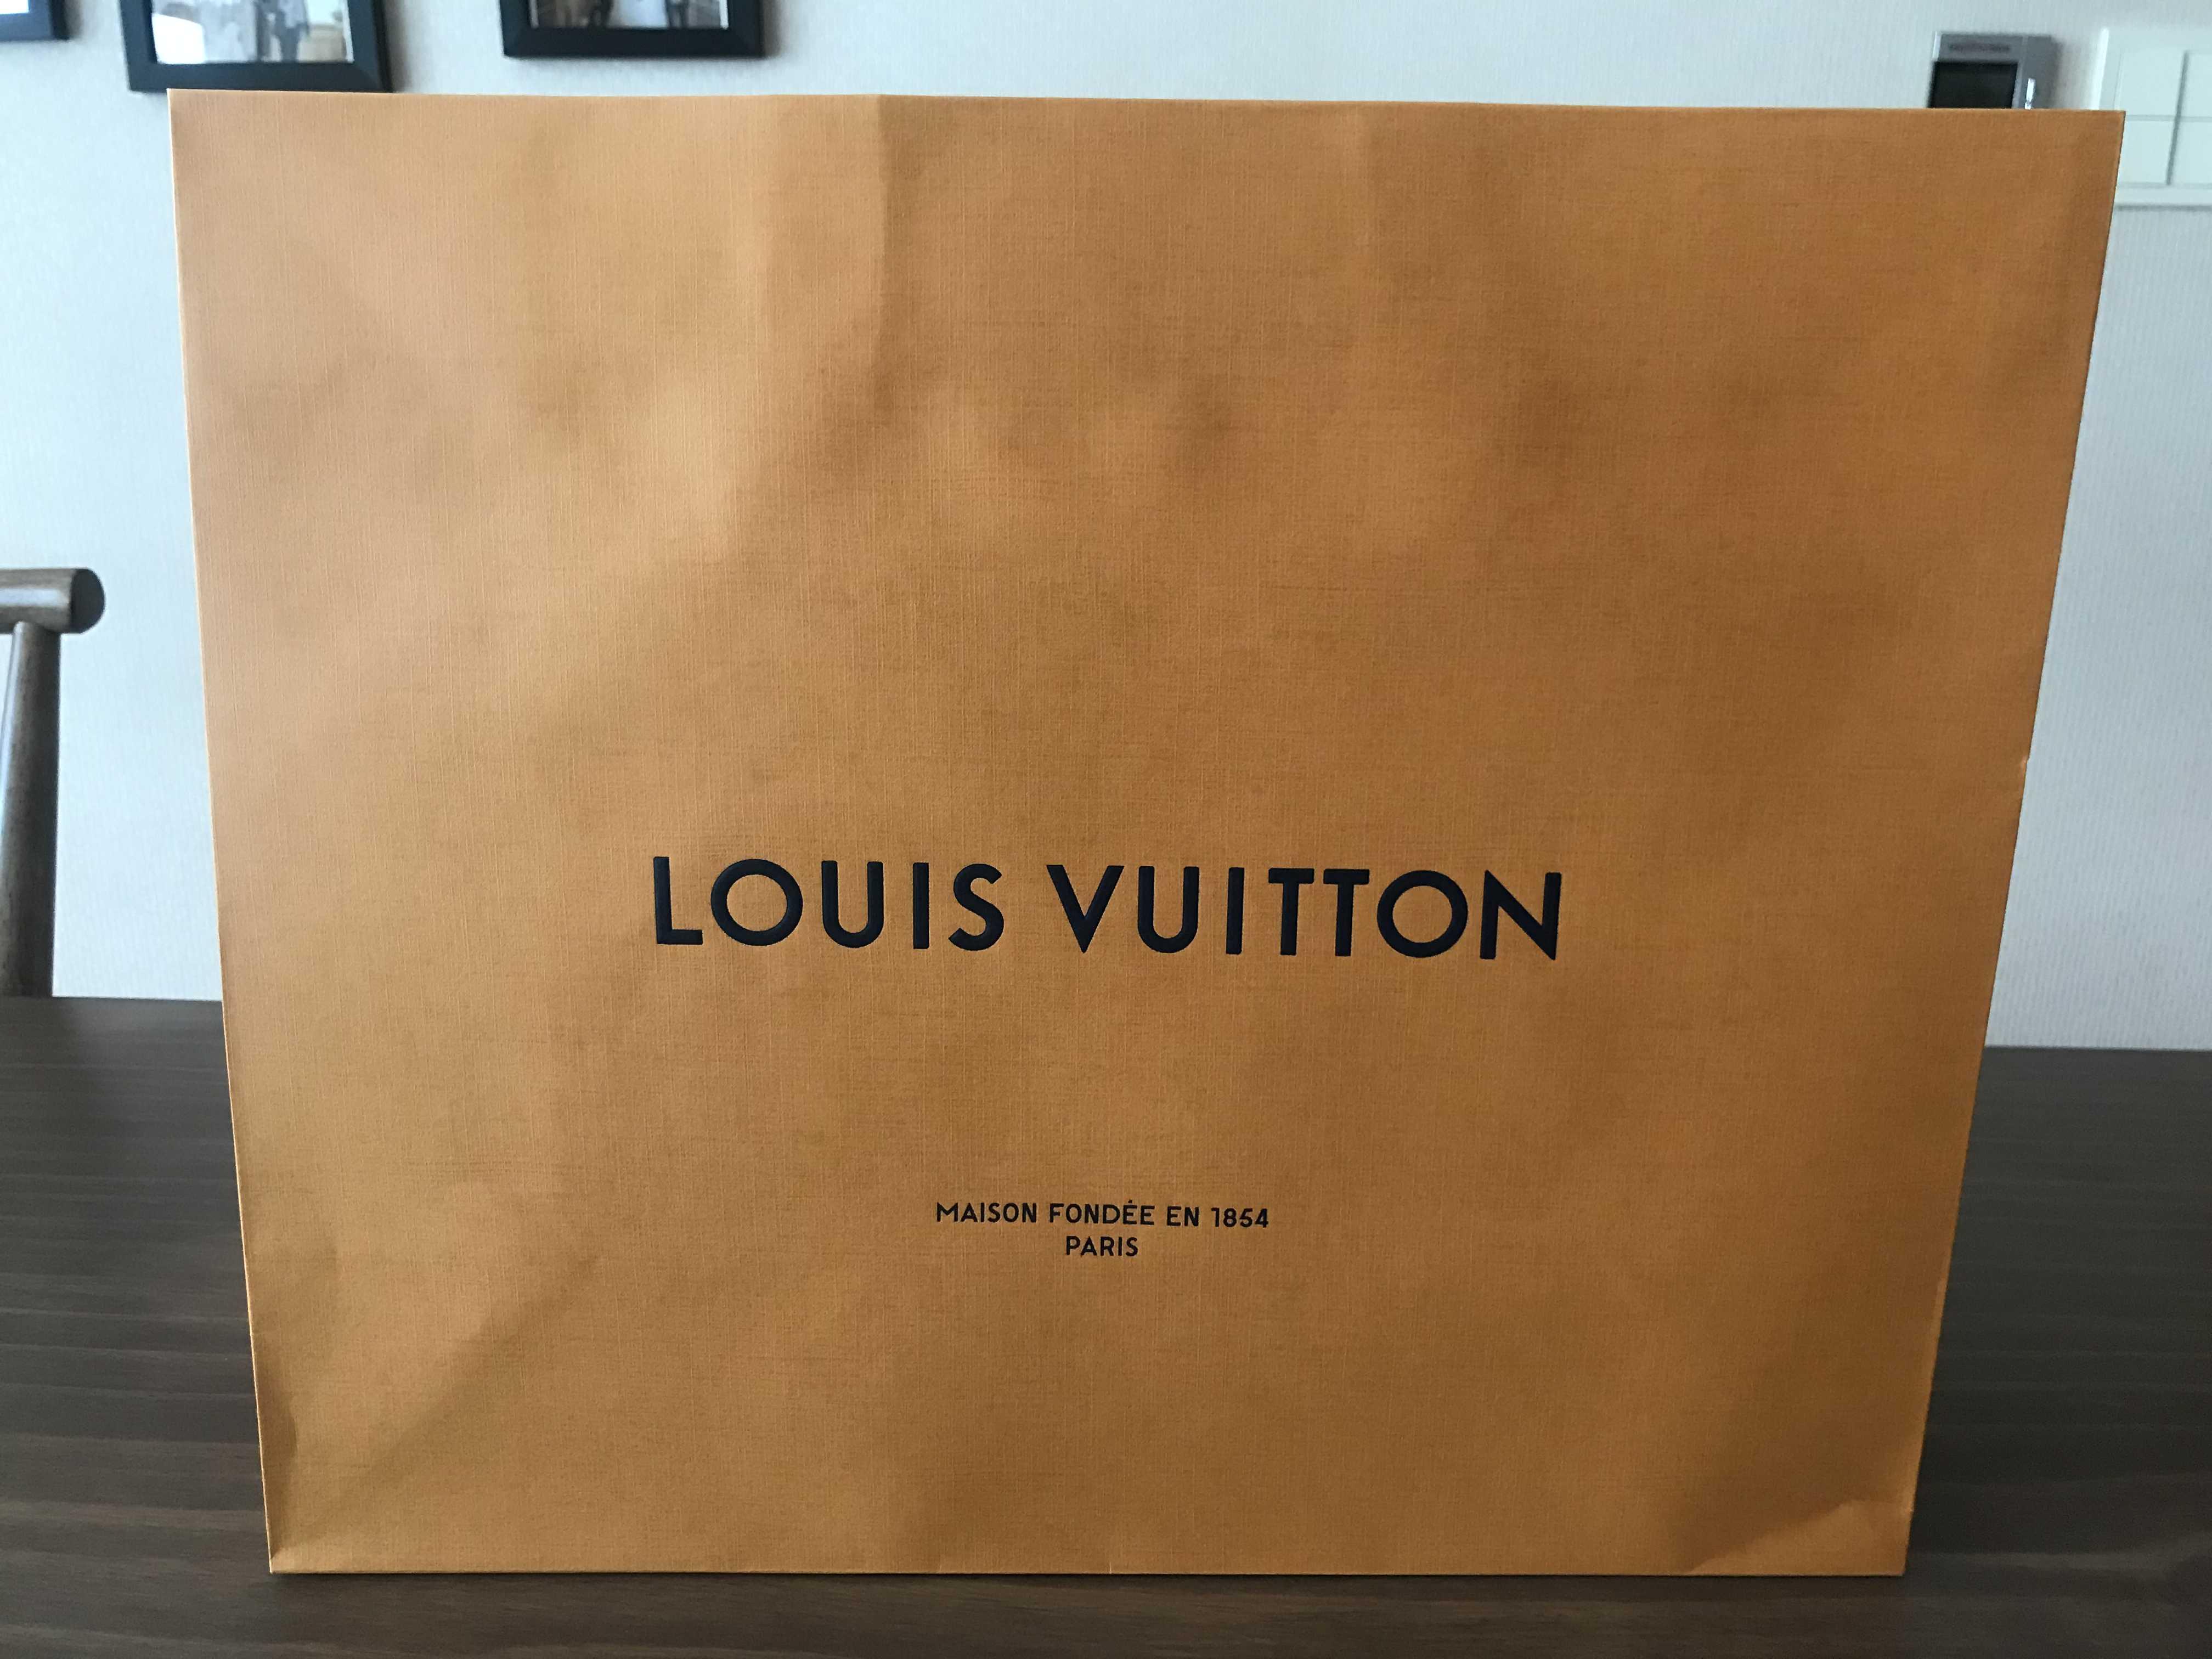 LOUIS VUITTON
MAISON FONDÉE EN 1854
PARIS